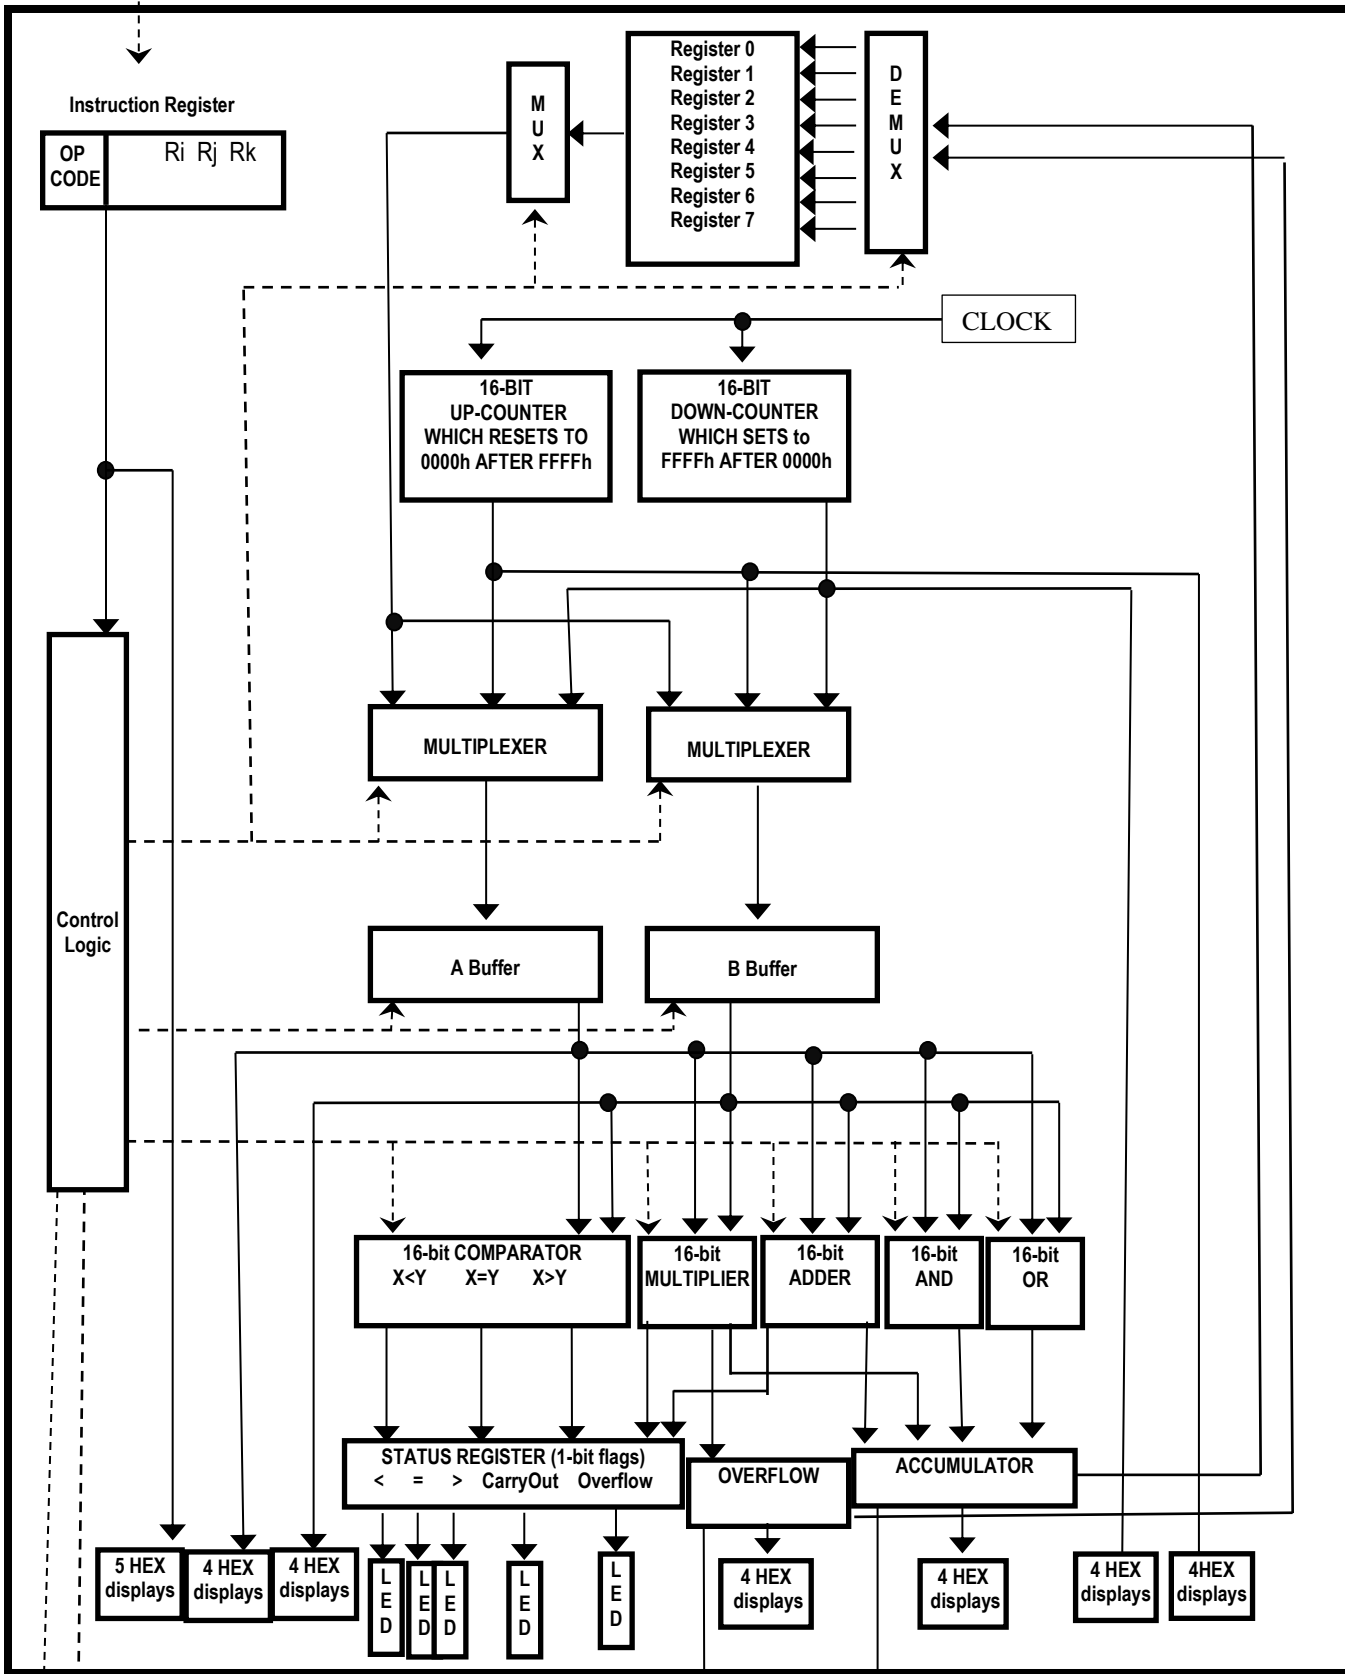 Instruction Register
OP
CODE
Ri Rj Rk
M
U
X
Register 0
Register 1
Register 2
Register 3
Register 4
Register 5
Register 6
Register 7
D
E
M
U
X
CLOCK
16-BIT
UP-COUNTER
WHICH RESETS TO
0000h AFTER FFFFh
16-BIT
DOWN-COUNTER
WHICH SETS to
FFFFh AFTER 0000h
MULTIPLEXER
MULTIPLEXER
Control
Logic
A Buffer
B Buffer
16-bit COMPARATOR
X<Y X=Y X>Y
16-bit
MULTIPLIER
16-bit
ADDER
16-bit
AND
16-bit
OR
STATUS REGISTER (1-bit flags)
< = > CarryOut Overflow
OVERFLOW
ACCUMULATOR
5 HEX
displays
4 HEX
displays
4 HEX
displays
L
E
D
L
E
D
L
E
D
L
E
D
L
E
D
4 HEX
displays
4 HEX
displays
4 HEX
displays
4HEX
displays